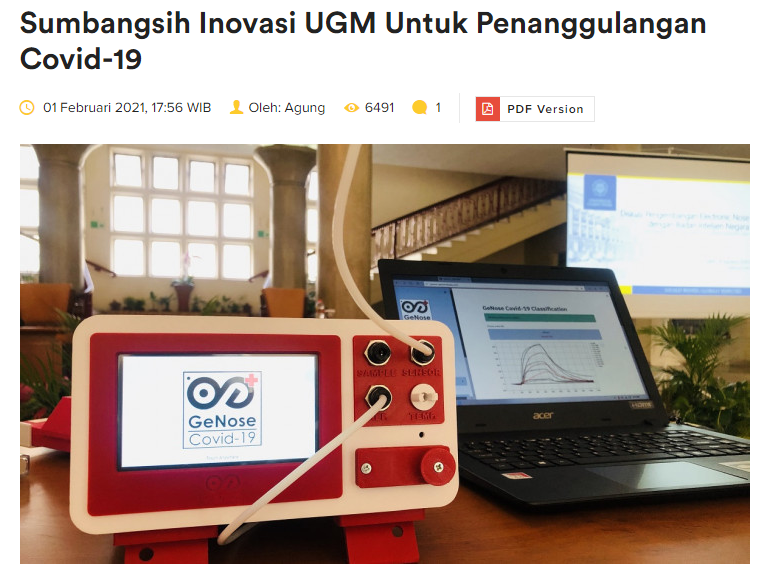 Sumbangsih Inovasi UGM Untuk Penanggulangan
Covid-19
01 Februari 2021, 17:56 WIB Oleh: Agung 6491 1 PDF Version
GeNose
Covid-19
SAMPLE SENSOR
TEMP.
GeNose
GeNose Covid-19 Classification
acer